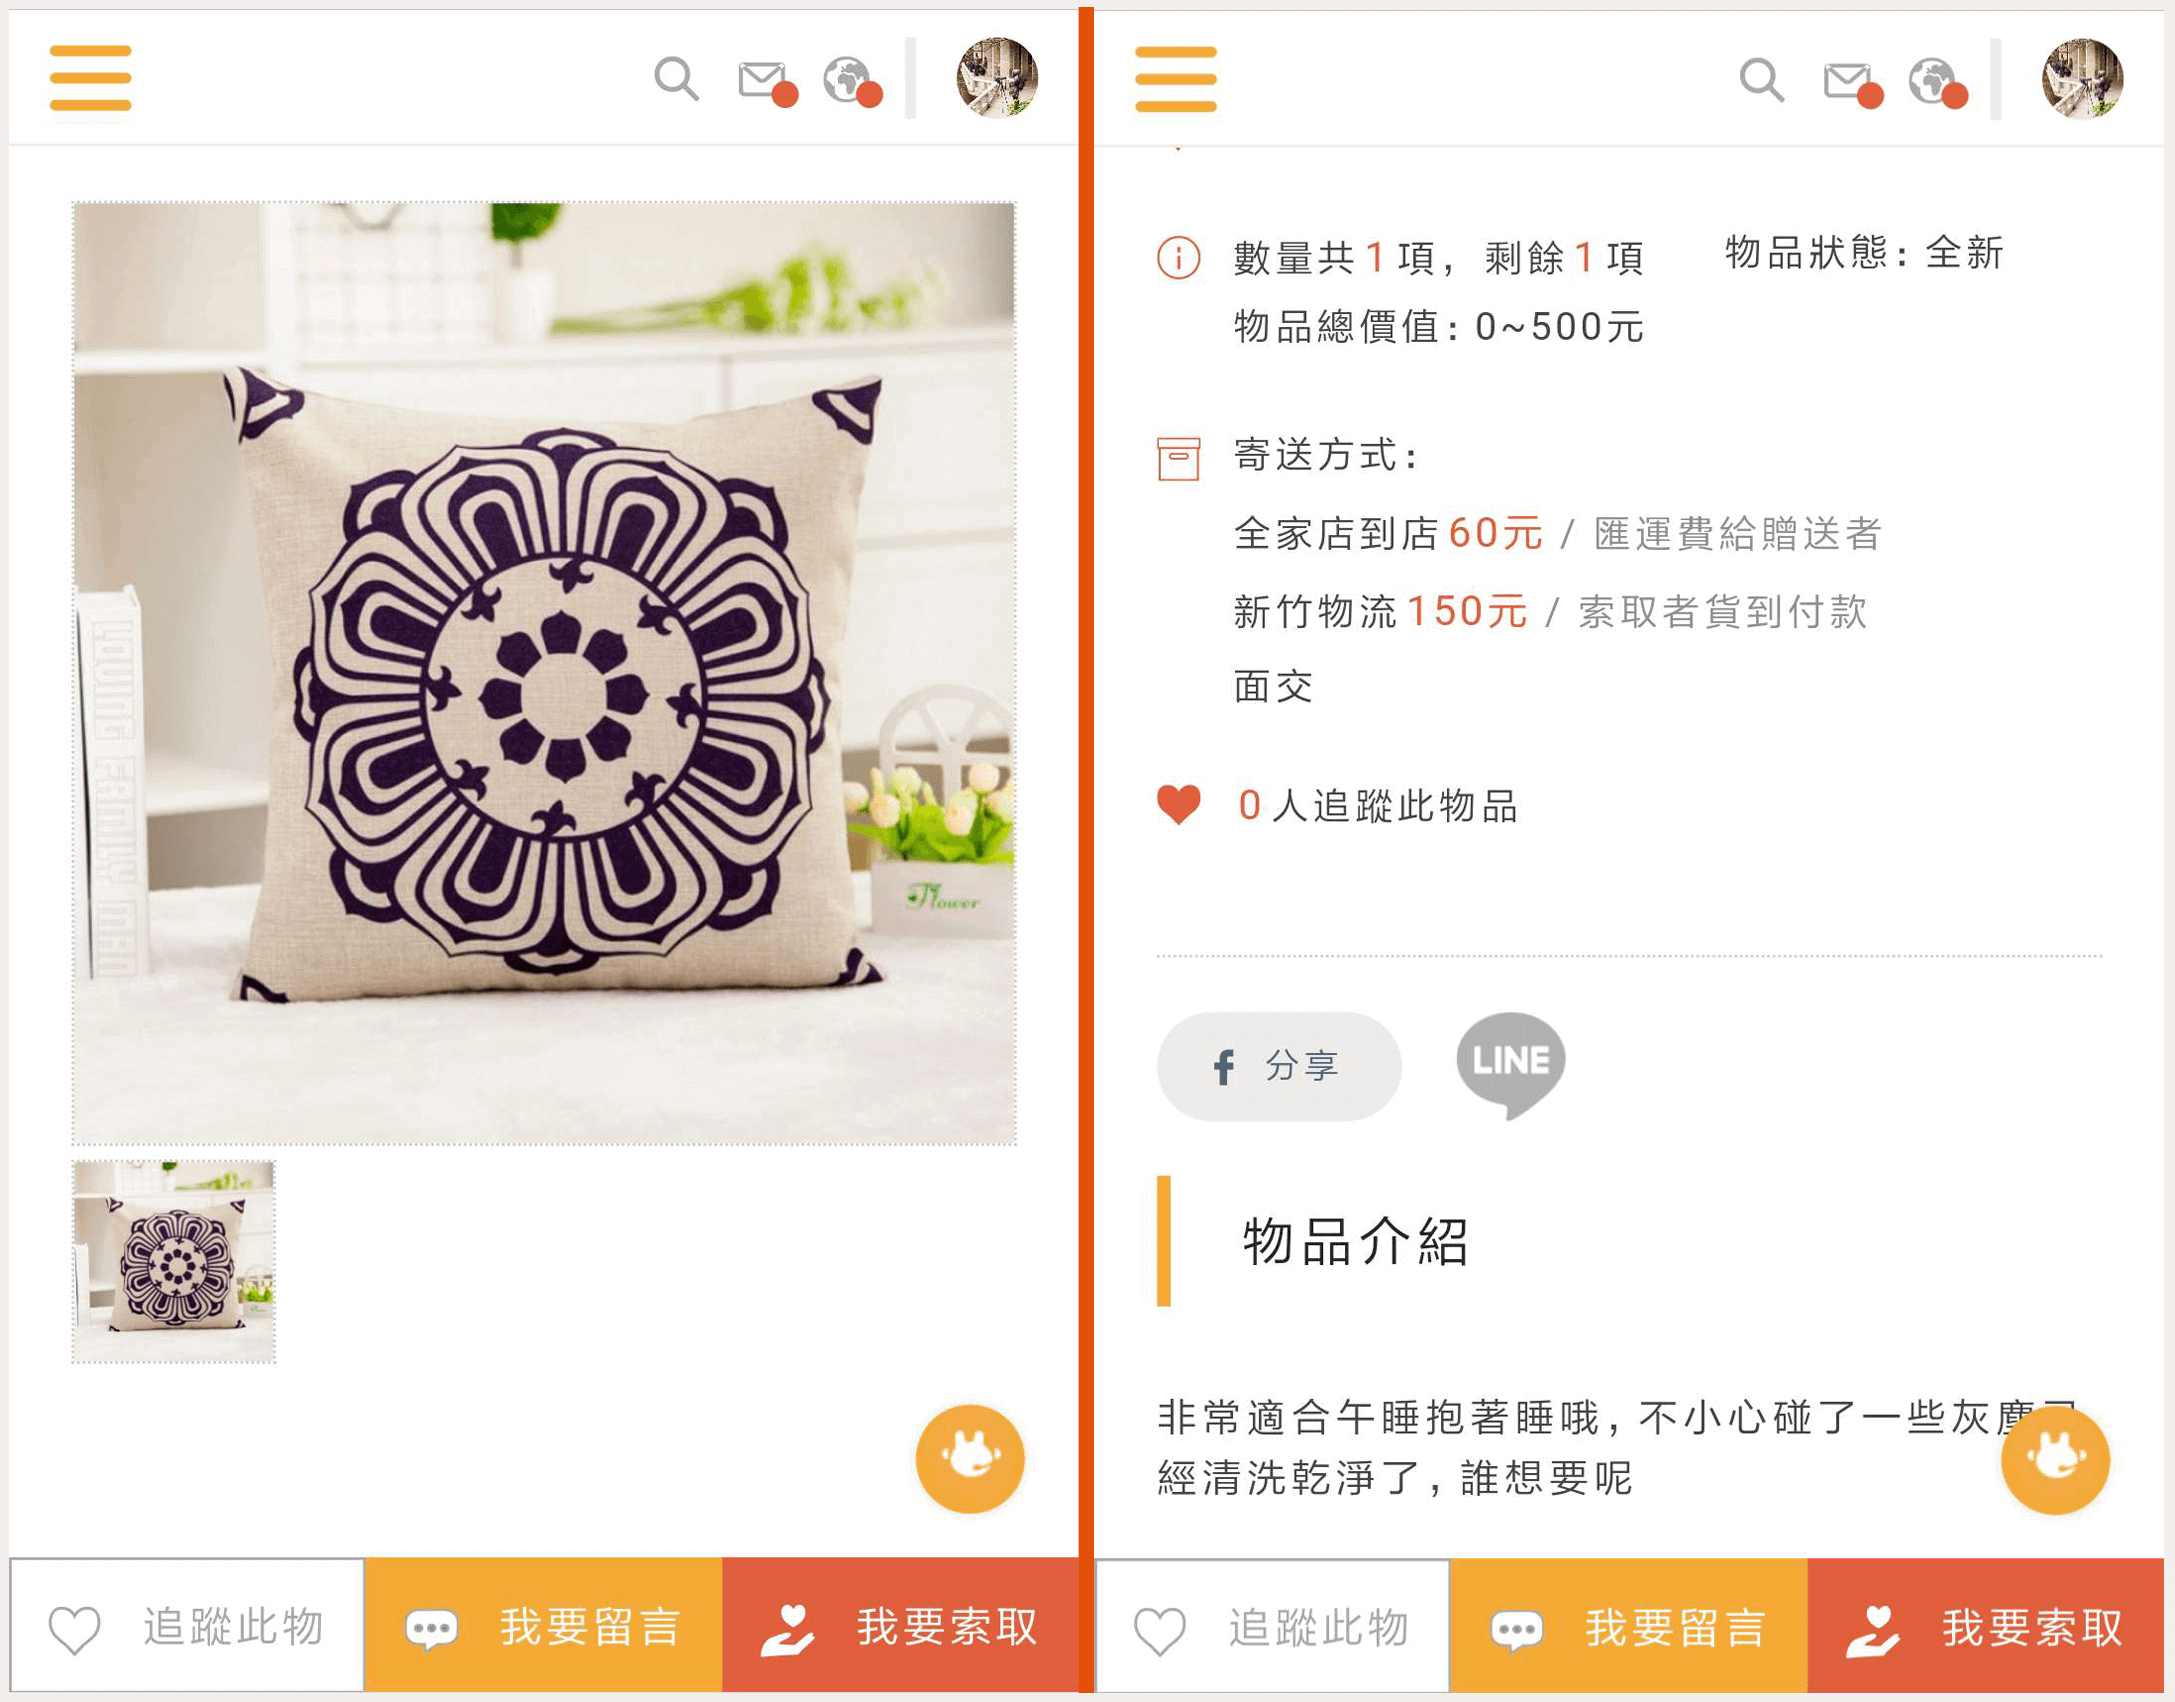 LOVING FAMILY MAN
Flower
追蹤此物
我要留言
我要索取
數量共 1 項，剩餘 1 項
物品狀態：全新
物品總價值：0~500元
寄送方式：
全家店到店 60元 / 匯運費給贈送者
新竹物流 150元 / 索取者貨到付款
面交
0 人追蹤此物品
f 分享
LINE
物品介紹
非常適合午睡抱著睡哦，不小心碰了一些灰塵已
經清洗乾淨了，誰想要呢
追蹤此物
我要留言
我要索取